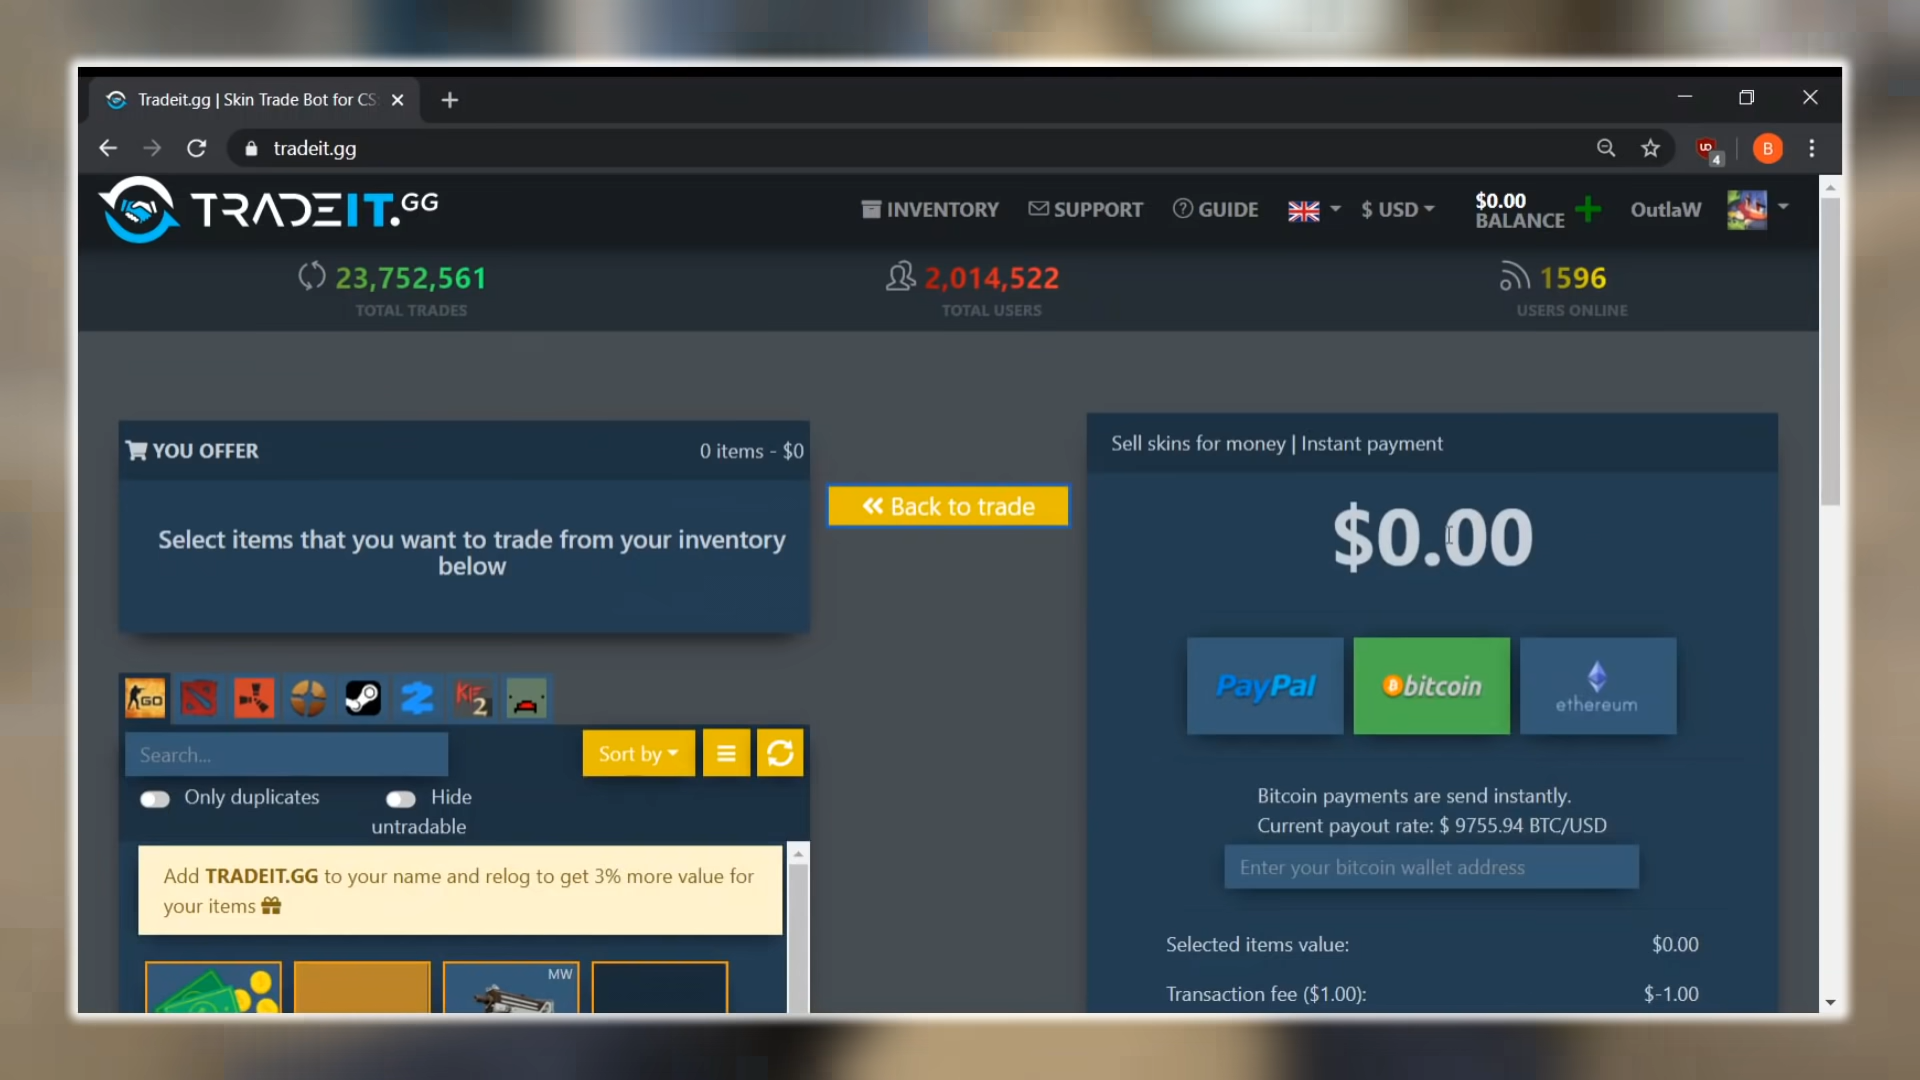 Tradeit.gg | Skin Trade Bot for CS
tradeit.gg
4
B
TRADEIT.GG
INVENTORY
SUPPORT
GUIDE
$ USD
$0.00
BALANCE
OutlaW
23,752,561
TOTAL TRADES
2,014,522
TOTAL USERS
1596
USERS ONLINE
YOU OFFER
0 items - $0
Select items that you want to trade from your inventory
below
Back to trade
Sell skins for money | Instant payment
$0.00
PayPal
bitcoin
ethereum
GO
KF
2
Search...
Sort by
Only duplicates
Hide
untradable
Bitcoin payments are send instantly.
Current payout rate: $ 9755.94 BTC/USD
Enter your bitcoin wallet address
Add TRADEIT.GG to your name and relog to get 3% more value for
your items
MW
Selected items value:
$0.00
Transaction fee ($1.00):
$-1.00